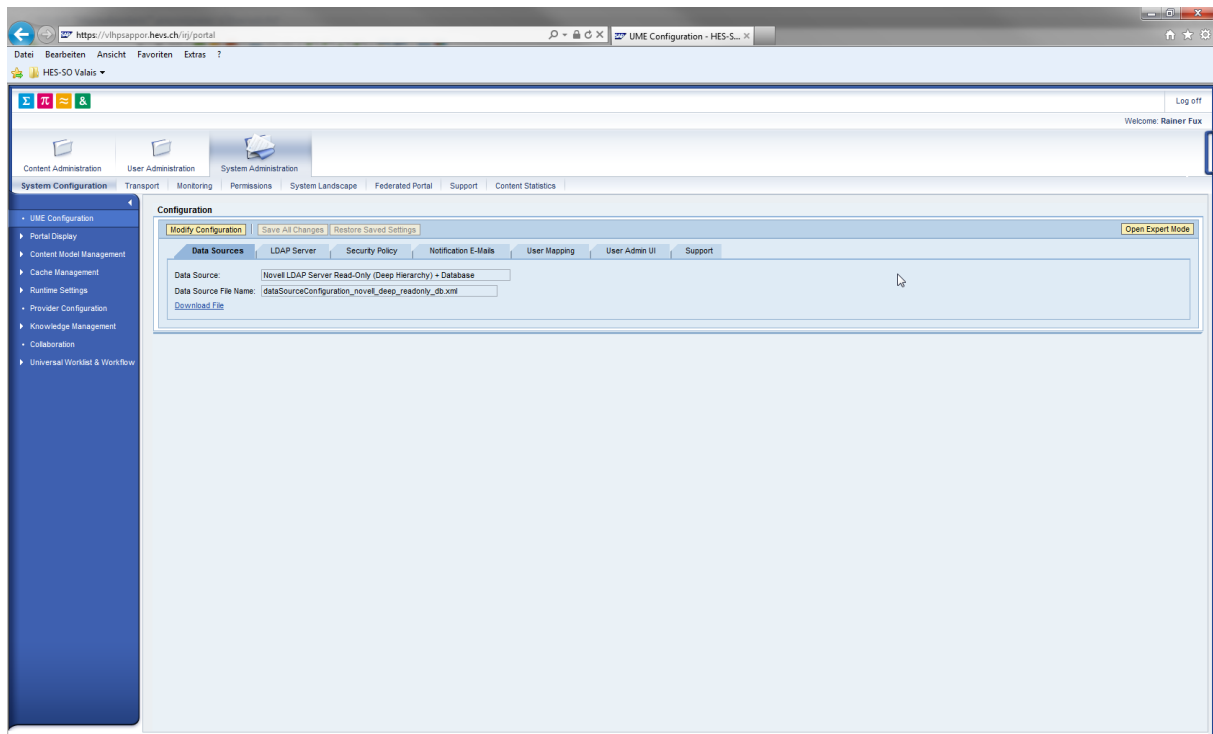 https://vlhpsappor.hevs.ch/irj/portal
UME Configuration - HES-S...
Datei Bearbeiten Ansicht Favoriten Extras ?
HES-SO Valais
Σ π ≈ &
Log off
Welcome: Rainer Fux
Content Administration User Administration System Administration
System Configuration Transport Monitoring Permissions System Landscape Federated Portal Support Content Statistics
UME Configuration
Portal Display
Content Model Management
Cache Management
Runtime Settings
Provider Configuration
Knowledge Management
Collaboration
Universal Worklist & Workflow
Configuration
Modify Configuration Save All Changes Restore Saved Settings Open Expert Mode
Data Sources LDAP Server Security Policy Notification E-Mails User Mapping User Admin UI Support
Data Source: Novell LDAP Server Read-Only (Deep Hierarchy) + Database
Data Source File Name: dataSourceConfiguration_novell_deep_readonly_db.xml
Download File